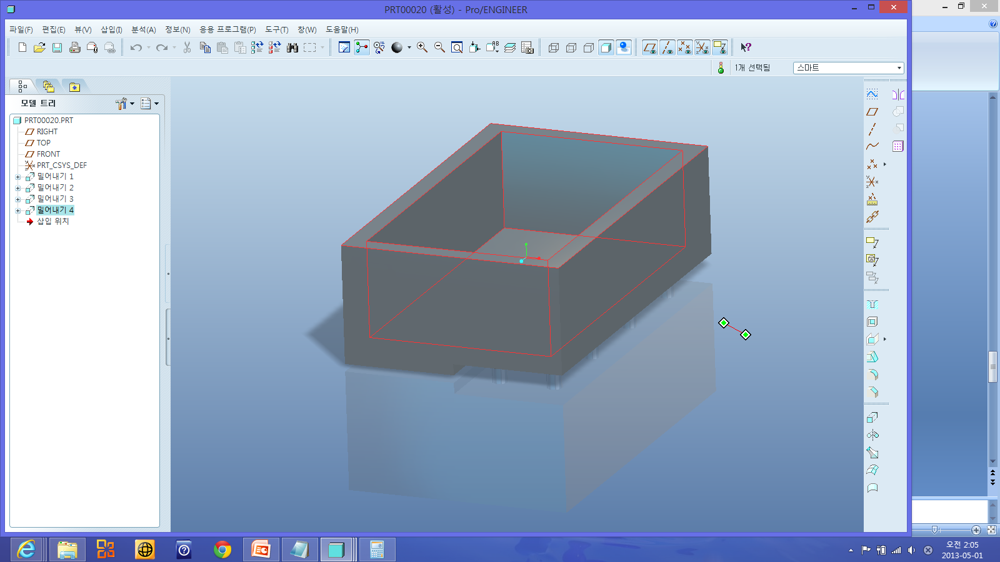 PRT00020 (활성) - Pro/ENGINEER
파일(F) 편집(E) 뷰(V) 삽입(I) 분석(A) 정보(N) 응용 프로그램(P) 도구(T) 창(W) 도움말(H)
1개 선택됨 스마트
모델 트리
PRT00020.PRT
RIGHT
TOP
FRONT
PRT_CSYS_DEF
밀어내기 1
밀어내기 2
밀어내기 3
밀어내기 4
삽입 위치
오전 2:05
2013-05-01